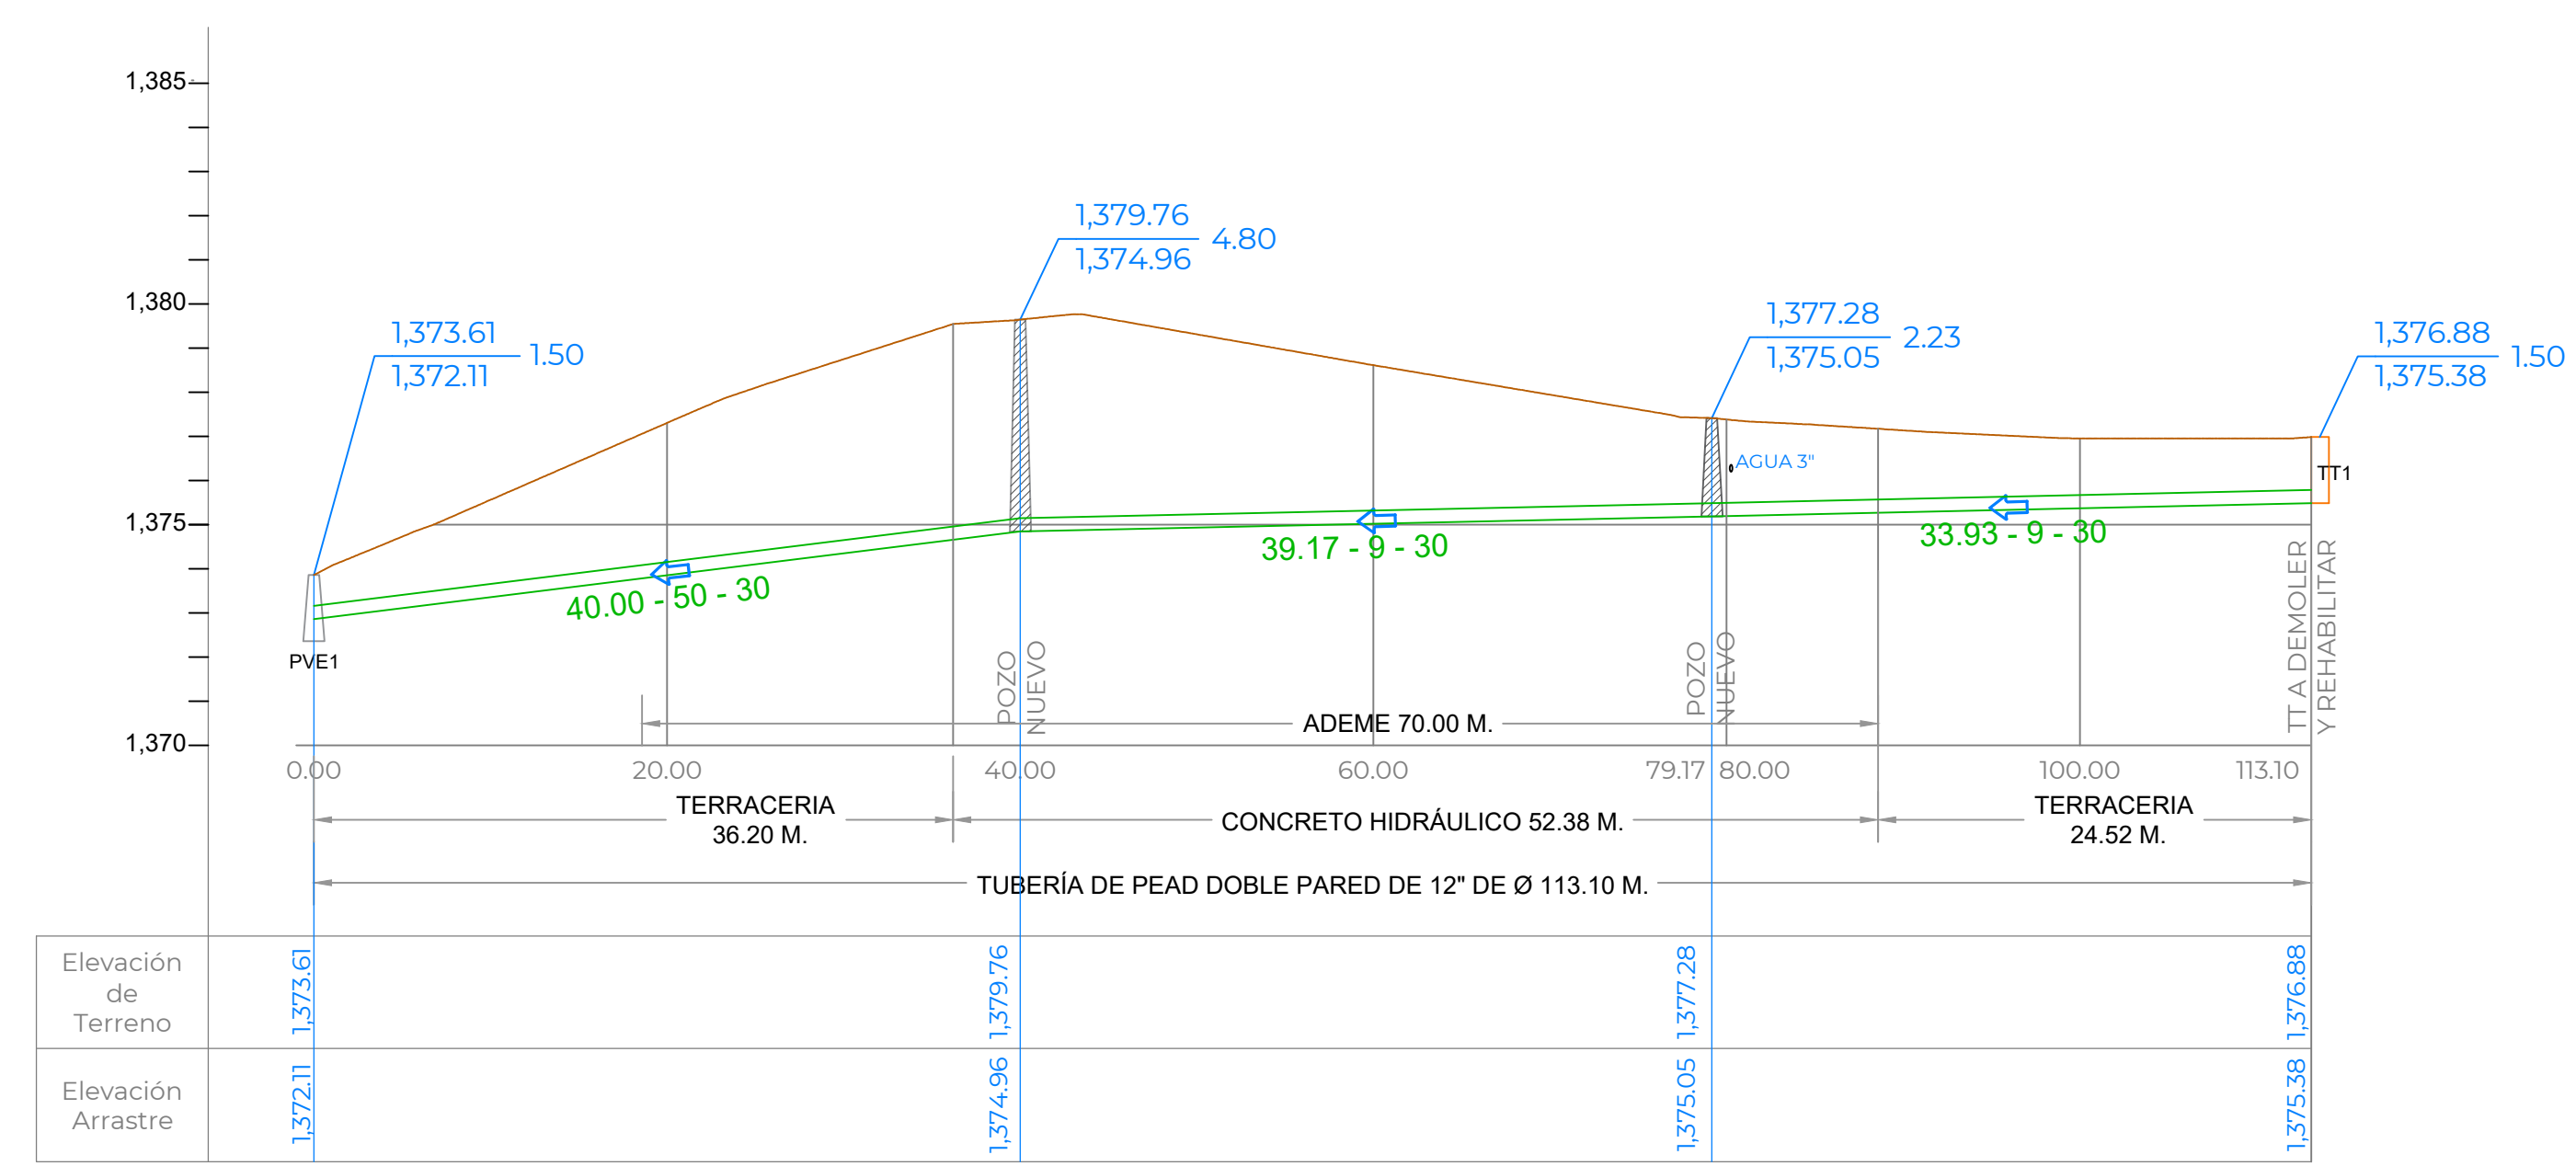 1,385
1,380
1,375
1,370
1,373.61
1,372.11
1.50
1,379.76
1,374.96
4.80
1,377.28
1,375.05
2.23
1,376.88
1,375.38
1.50
AGUA 3"
TT1
PVE1
40.00 - 50 - 30
39.17 - 9 - 30
33.93 - 9 - 30
POZO
NUEVO
POZO
NUEVO
TT A DEMOLER
Y REHABILITAR
ADEME 70.00 M.
0.00
20.00
40.00
60.00
79.17
80.00
100.00
113.10
TERRACERIA
36.20 M.
CONCRETO HIDRÁULICO 52.38 M.
TERRACERIA
24.52 M.
TUBERÍA DE PEAD DOBLE PARED DE 12" DE Ø 113.10 M.
Elevación
de
Terreno
1,373.61
1,379.76
1,377.28
1,376.88
Elevación
Arrastre
1,372.11
1,374.96
1,375.05
1,375.38